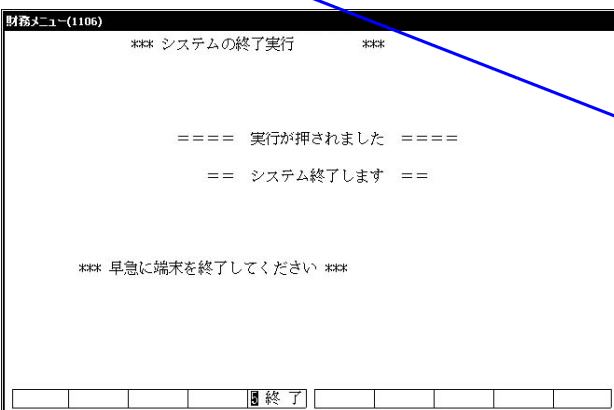 財務メニュー(1106)
*** システムの終了実行 ***
==== 実行が押されました ====
== システム終了します ==
*** 早急に端末を終了してください ***
5 終 了